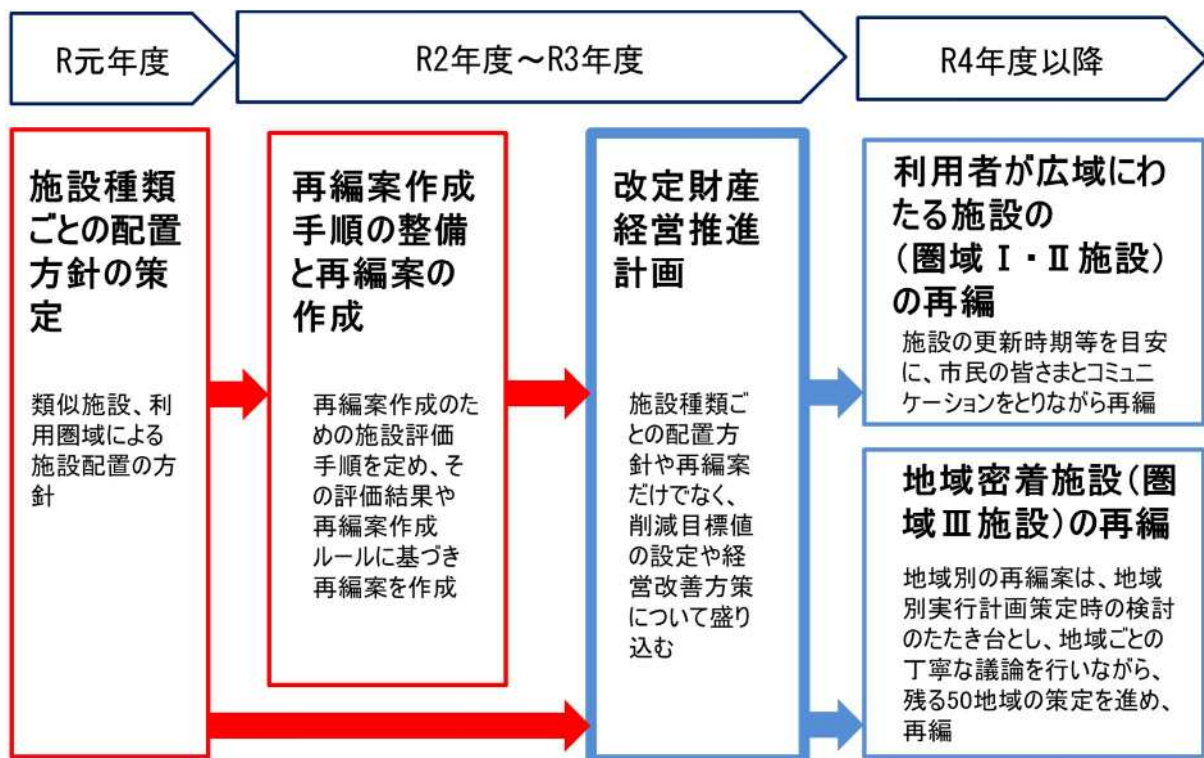 R元年度
R2年度～R3年度
R4年度以降
施設種類
ごとの配置
方針の策
定
類似施設、利
用圏域による
施設配置の方
針
再編案作成
手順の整備
と再編案の
作成
再編案作成のた
めの施設評価
手順を定め、そ
の評価結果や
再編案作成
ルールに基づき
再編案を作成
改定財産
経営推進
計画
施設種類ご
との配置方
針や再編案
だけでなく、
削減目標値
の設定や経
営改善方策
について盛り
込む
利用者が広域にわ
たる施設の
（圏域Ⅰ・Ⅱ施設）
の再編
施設の更新時期等を目安
に、市民の皆さまとコミュニ
ケーションをとりながら再編
地域密着施設（圏
域Ⅲ施設）の再編
地域別の再編案は、地域
別実行計画策定時の検討
のたたき台とし、地域ごとの
丁寧な議論を行いながら、
残る50地域の策定を進め、
再編